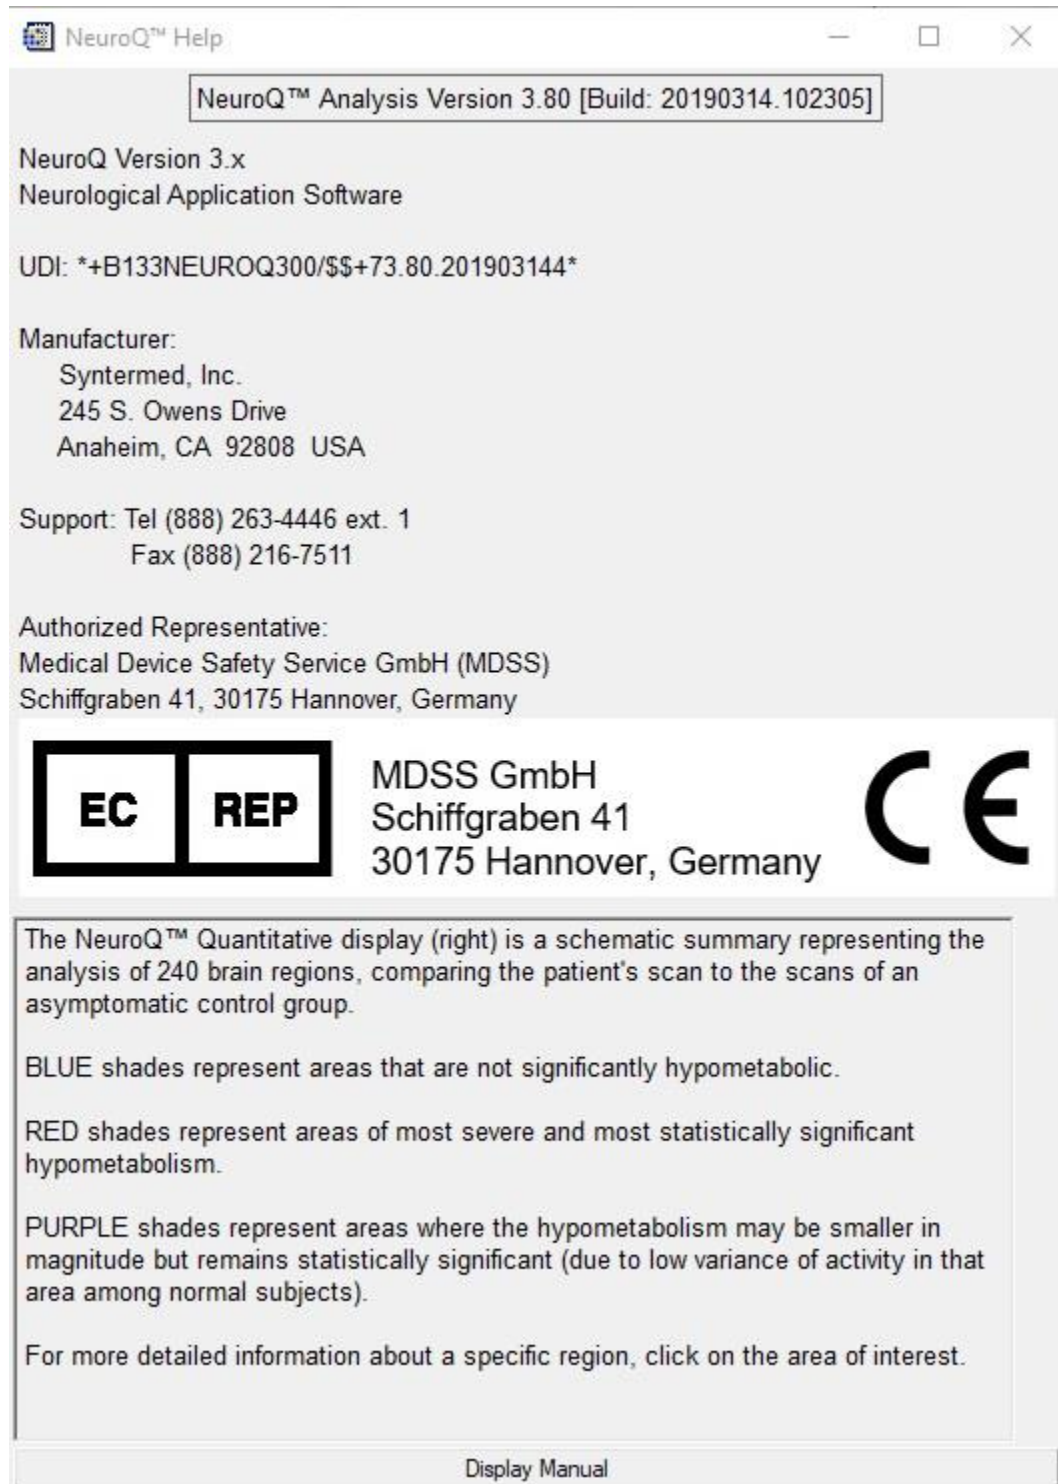 NeuroQ™ Help
NeuroQ™ Analysis Version 3.80 [Build: 20190314.102305]
NeuroQ Version 3.x
Neurological Application Software
UDI: *+B133NEUROQ300/$$+73.80.201903144*
Manufacturer:
Syntermed, Inc.
245 S. Owens Drive
Anaheim, CA 92808 USA
Support: Tel (888) 263-4446 ext. 1
Fax (888) 216-7511
Authorized Representative:
Medical Device Safety Service GmbH (MDSS)
Schiffgraben 41, 30175 Hannover, Germany
EC REP
MDSS GmbH
Schiffgraben 41
30175 Hannover, Germany
CE
The NeuroQ™ Quantitative display (right) is a schematic summary representing the
analysis of 240 brain regions, comparing the patient's scan to the scans of an
asymptomatic control group.
BLUE shades represent areas that are not significantly hypometabolic.
RED shades represent areas of most severe and most statistically significant
hypometabolism.
PURPLE shades represent areas where the hypometabolism may be smaller in
magnitude but remains statistically significant (due to low variance of activity in that
area among normal subjects).
For more detailed information about a specific region, click on the area of interest.
Display Manual